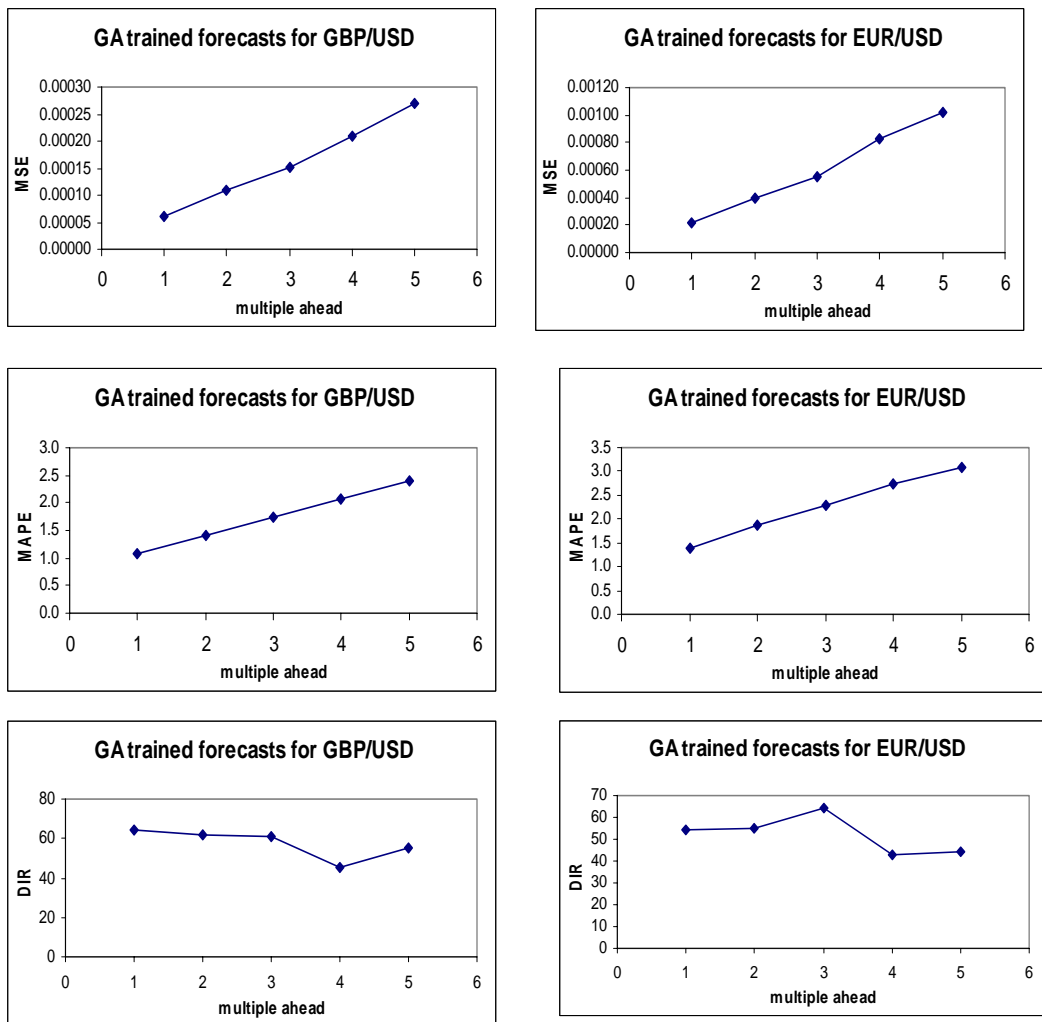 GA trained forecasts for GBP/USD
MSE
0.00030
0.00025
0.00020
0.00015
0.00010
0.00005
0.00000
0 1 2 3 4 5 6
multiple ahead
GA trained forecasts for EUR/USD
MSE
0.00120
0.00100
0.00080
0.00060
0.00040
0.00020
0.00000
0 1 2 3 4 5 6
multiple ahead
GA trained forecasts for GBP/USD
MAPE
3.0
2.5
2.0
1.5
1.0
0.5
0.0
0 1 2 3 4 5 6
multiple ahead
GA trained forecasts for EUR/USD
MAPE
3.5
3.0
2.5
2.0
1.5
1.0
0.5
0.0
0 1 2 3 4 5 6
multiple ahead
GA trained forecasts for GBP/USD
DIR
80
60
40
20
0
0 1 2 3 4 5 6
multiple ahead
GA trained forecasts for EUR/USD
DIR
70
60
50
40
30
20
10
0
0 1 2 3 4 5 6
multiple ahead